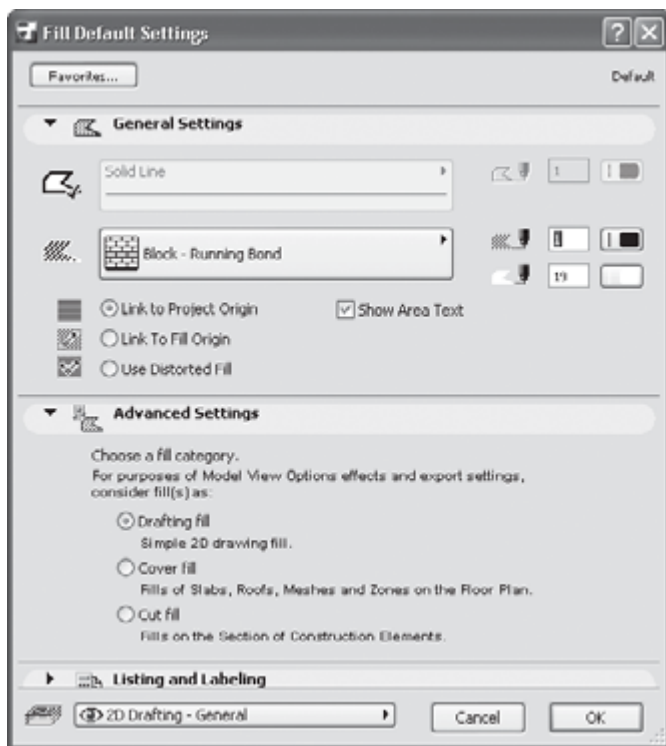 Fill Default Settings
Favorites...
Default
General Settings
Solid Line
1
Block - Running Bond
1
19
Link to Project Origin
Show Area Text
Link To Fill Origin
Use Distorted Fill
Advanced Settings
Choose a fill category.
For purposes of Model View Options effects and export settings,
consider fill(s) as:
Drafting fill
Simple 2D drawing fill.
Cover fill
Fills of Slabs, Roofs, Meshes and Zones on the Floor Plan.
Cut fill
Fills on the Section of Construction Elements.
Listing and Labeling
2D Drafting - General
Cancel
OK